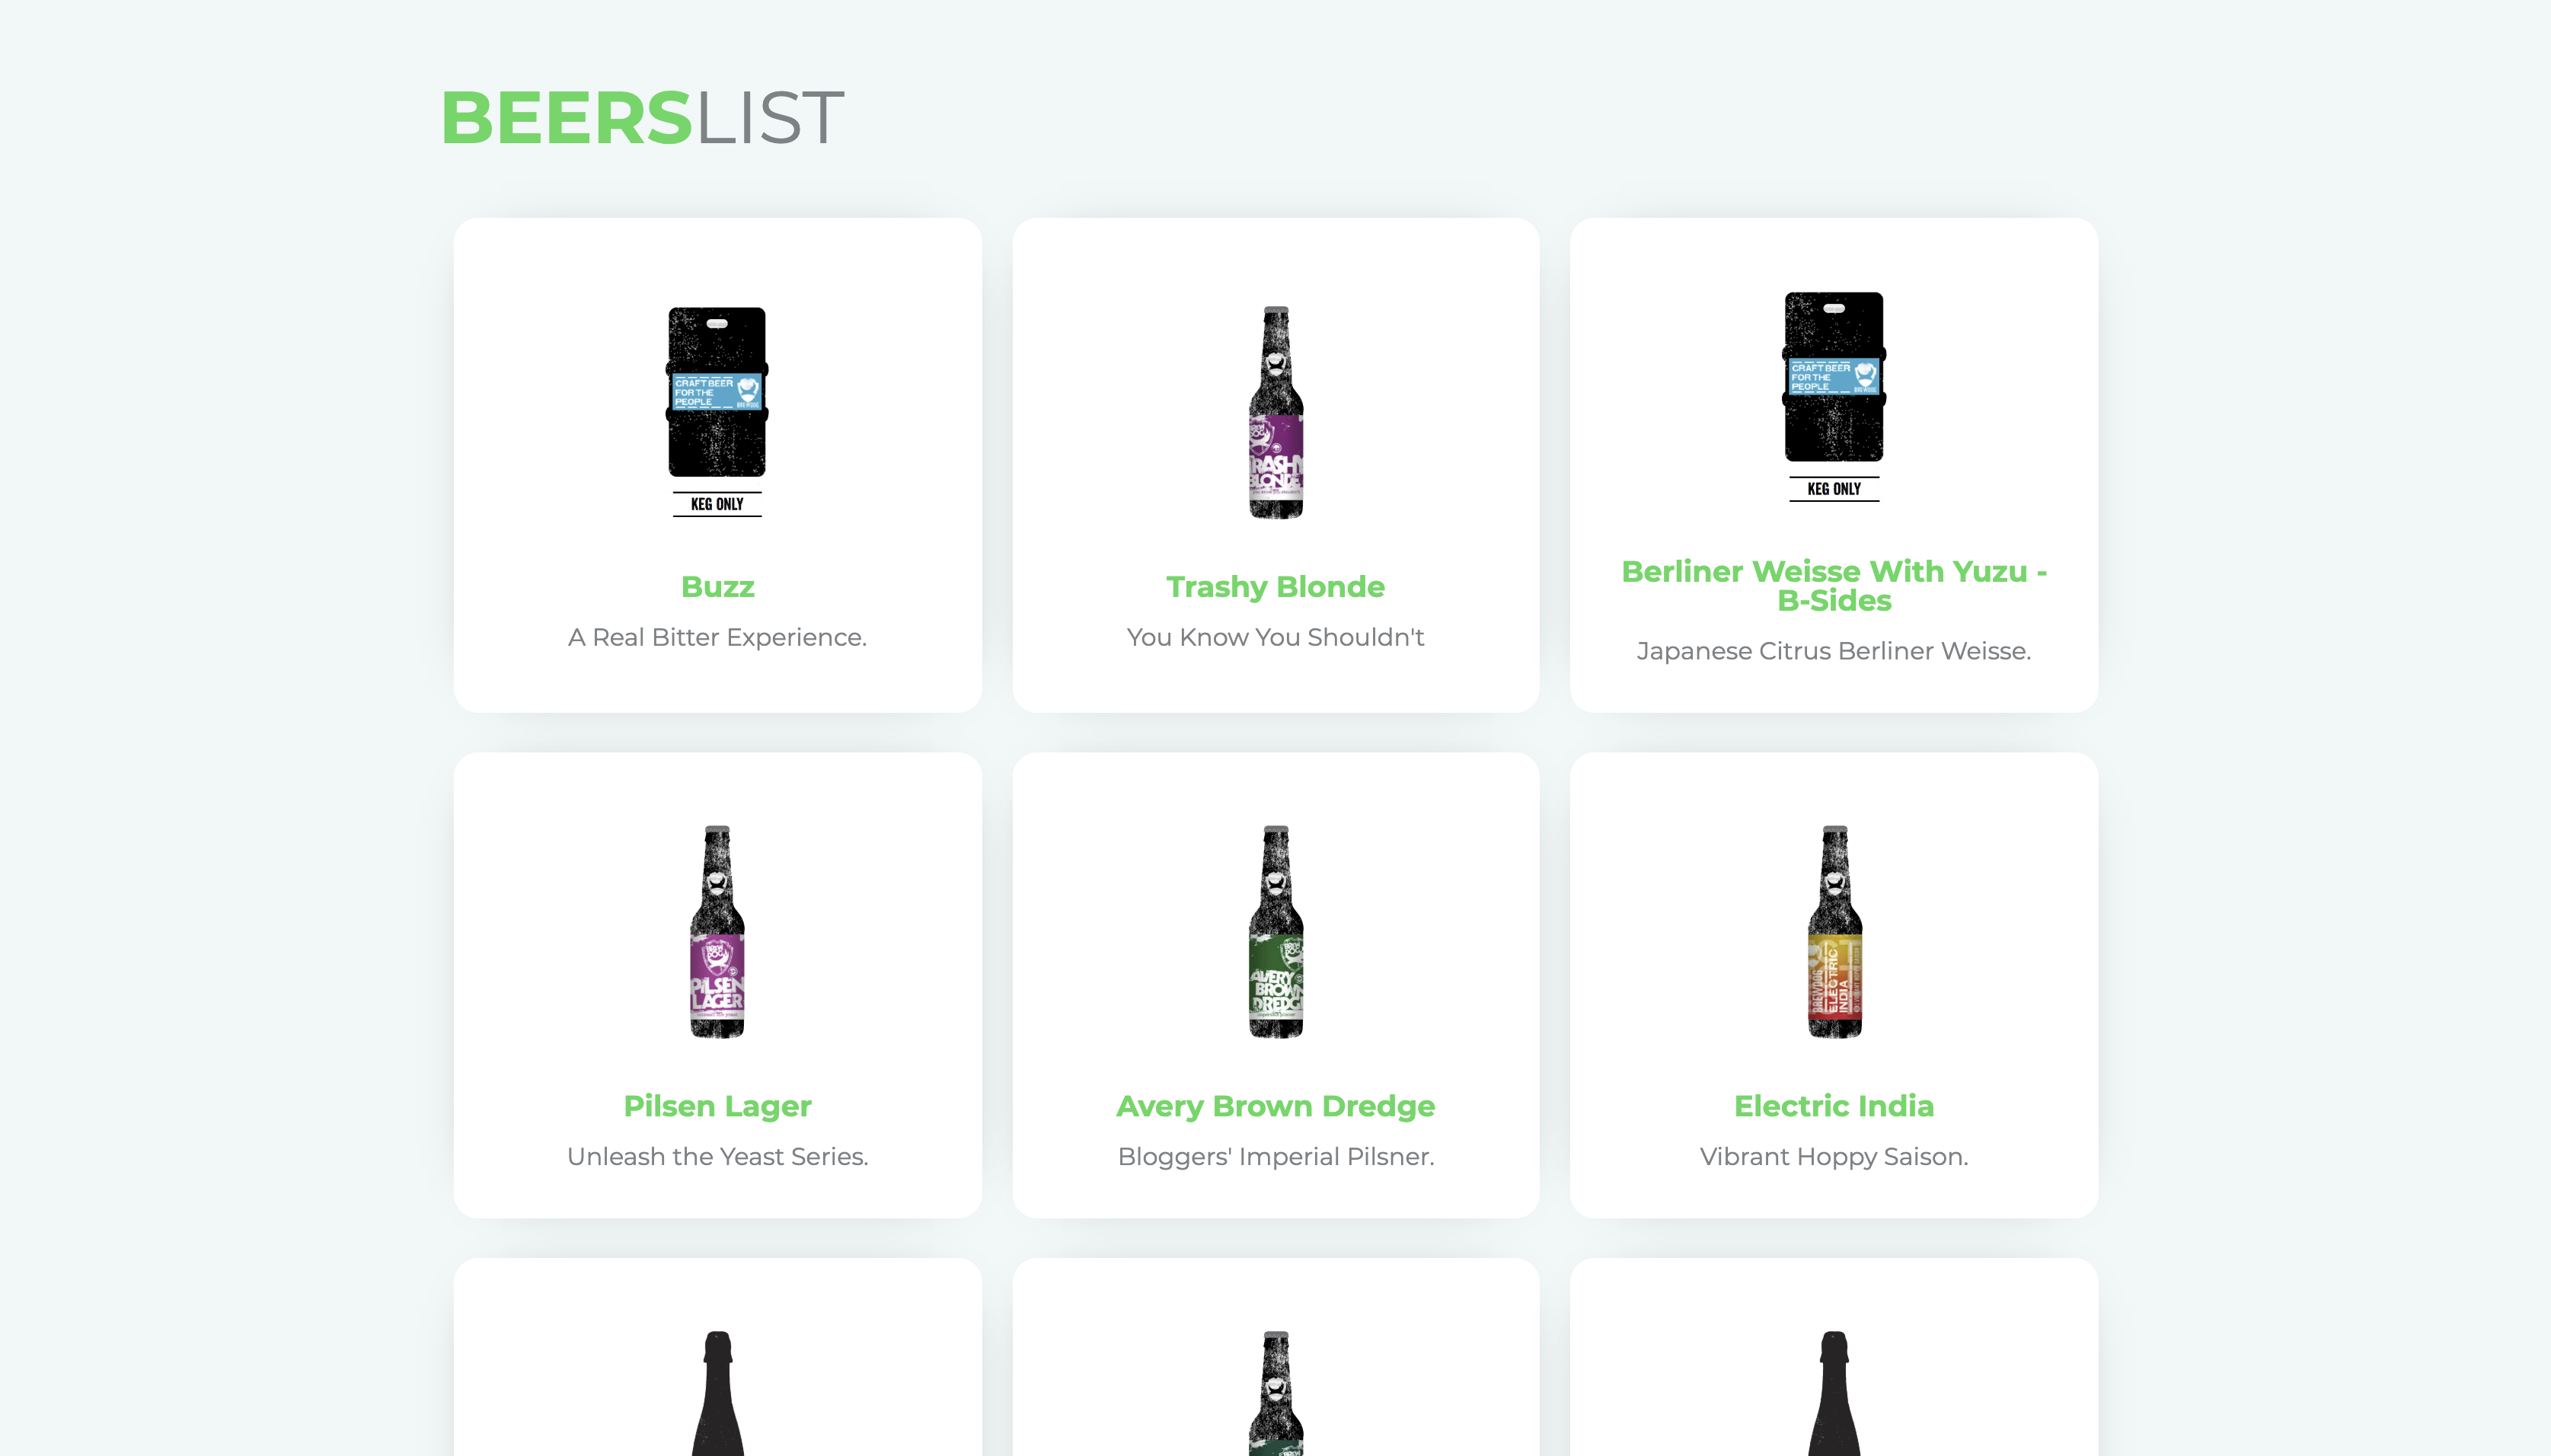 BEERSLIST
CRAFT BEER
FOR THE
PEOPLE
BREWDOG
KEG ONLY
Buzz
A Real Bitter Experience.
TRASHY
BLONDE
Trashy Blonde
You Know You Shouldn't
CRAFT BEER
FOR THE
PEOPLE
BREWDOG
KEG ONLY
Berliner Weisse With Yuzu -
B-Sides
Japanese Citrus Berliner Weisse.
PILSEN
LAGER
Pilsen Lager
Unleash the Yeast Series.
AVERY
BROWN
DREDGE
Avery Brown Dredge
Bloggers' Imperial Pilsner.
BREWDOG
ELECTRIC
INDIA
Electric India
Vibrant Hoppy Saison.